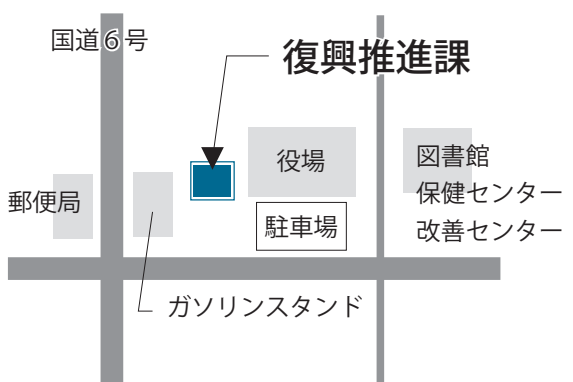 国道６号
復興推進課
役場
図書館
保健センター
改善センター
郵便局
駐車場
ガソリンスタンド